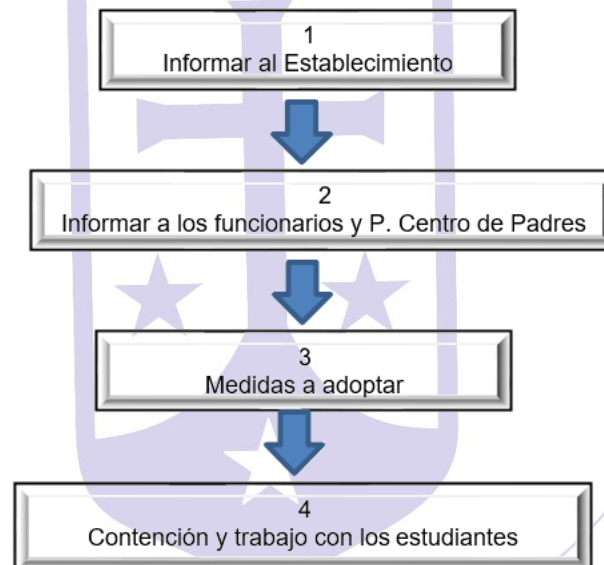 1
Informar al Establecimiento
2
Informar a los funcionarios y P. Centro de Padres
3
Medidas a adoptar
4
Contención y trabajo con los estudiantes